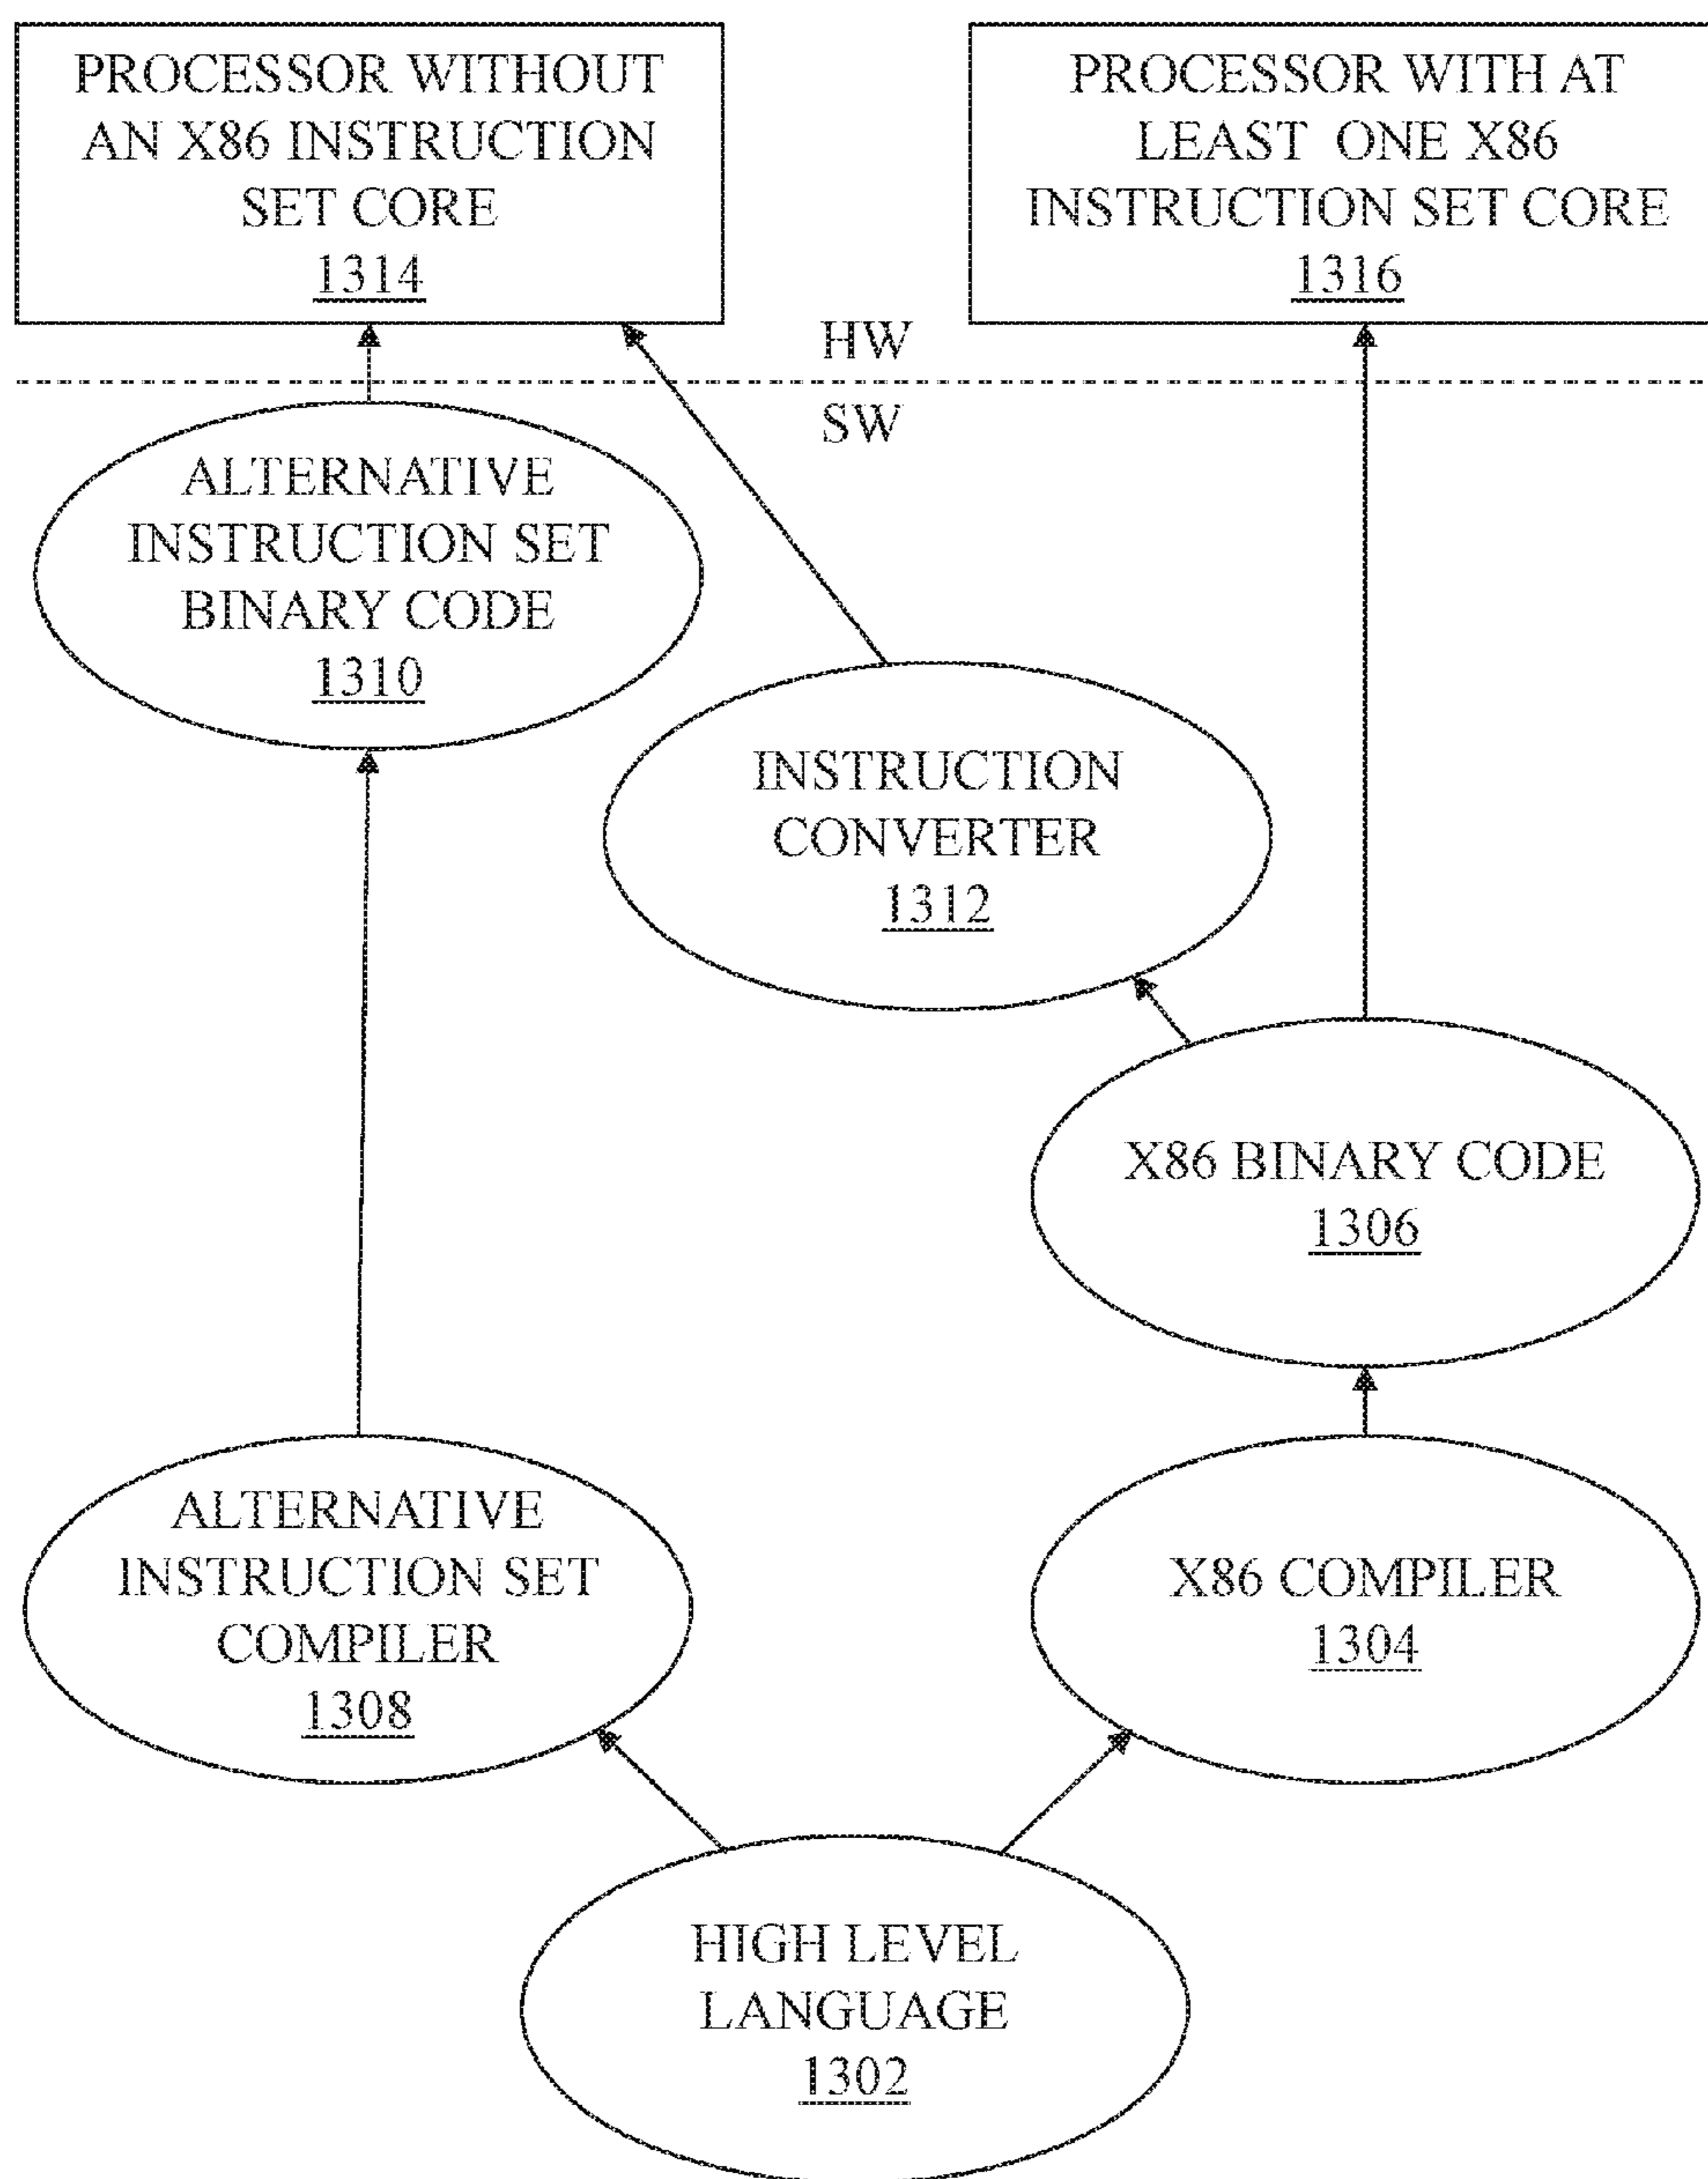 PROCESSOR WITHOUT
AN X86 INSTRUCTION
SET CORE
1314
PROCESSOR WITH AT
LEAST ONE X86
INSTRUCTION SET CORE
1316
HW
SW
ALTERNATIVE
INSTRUCTION SET
BINARY CODE
1310
INSTRUCTION
CONVERTER
1312
X86 BINARY CODE
1306
ALTERNATIVE
INSTRUCTION SET
COMPILER
1308
X86 COMPILER
1304
HIGH LEVEL
LANGUAGE
1302